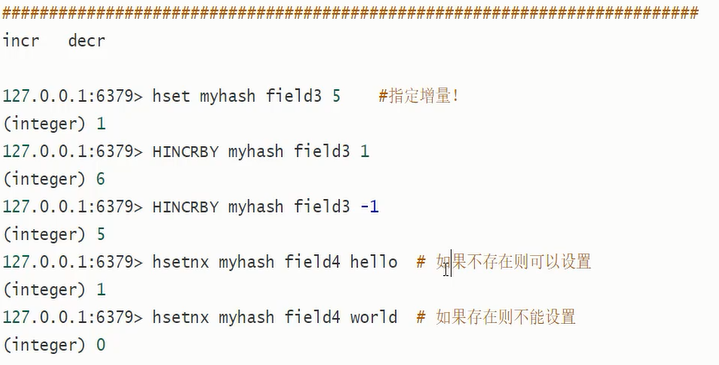 ##########################################################################
incr   decr
127.0.0.1:6379> hset myhash field3 5    #指定增量!
(integer) 1
127.0.0.1:6379> HINCRBY myhash field3 1
(integer) 6
127.0.0.1:6379> HINCRBY myhash field3 -1
(integer) 5
127.0.0.1:6379> hsetnx myhash field4 hello  # 如果不存在则可以设置
(integer) 1
127.0.0.1:6379> hsetnx myhash field4 world  # 如果存在则不能设置
(integer) 0